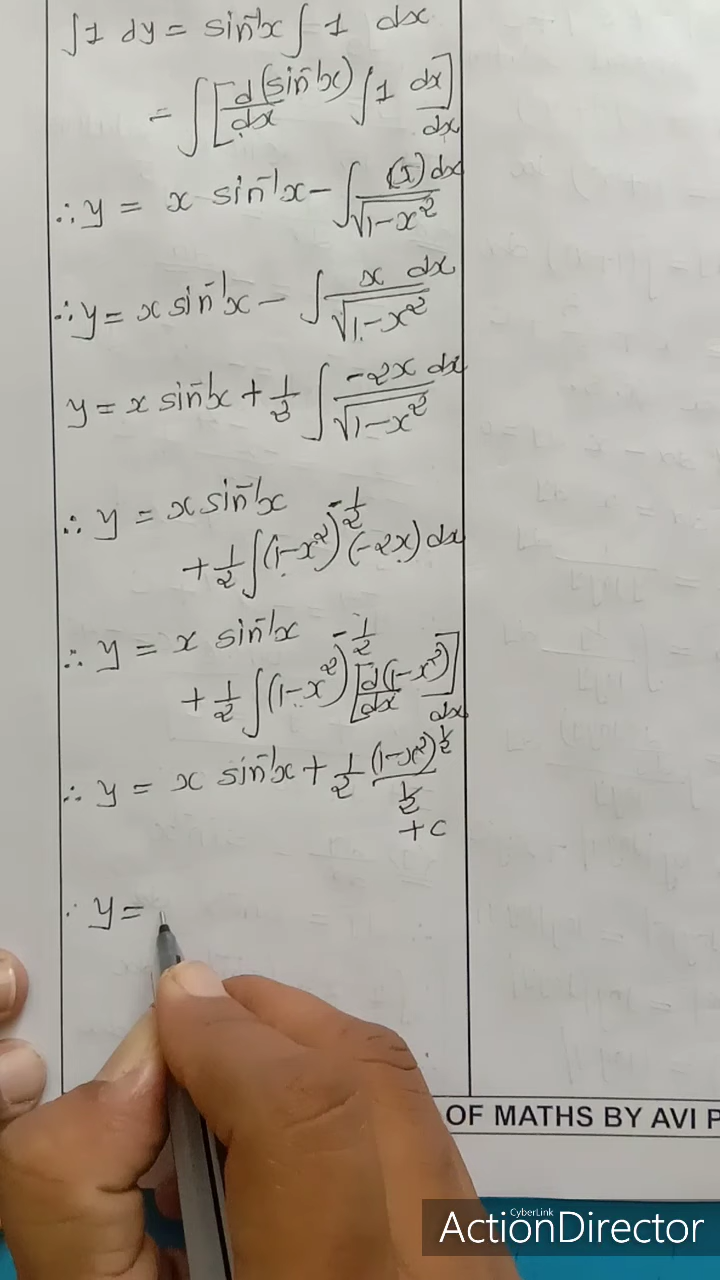 ∫1 dy = sin⁻¹x ∫ 1 dx
= ∫[d(sin⁻¹x)/dx ∫1 dx]dx
∴ y = x sin⁻¹x − ∫ (x)dx/√(1−x²)
∴ y = x sin⁻¹x − ∫ x dx/√(1−x²)
y = x sin⁻¹x + 1/2 ∫ −2x dx/√(1−x²)
∴ y = x sin⁻¹x
+ 1/2 ∫(1−x²)^(−1/2) (−2x) dx
∴ y = x sin⁻¹x
+ 1/2 ∫(1−x²)^(−1/2) [d(1−x²)/dx]dx
∴ y = x sin⁻¹x + 1/2 (1−x²)^(1/2)/(1/2)
+ c
∴ y =
OF MATHS BY AVI P
CyberLink
ActionDirector